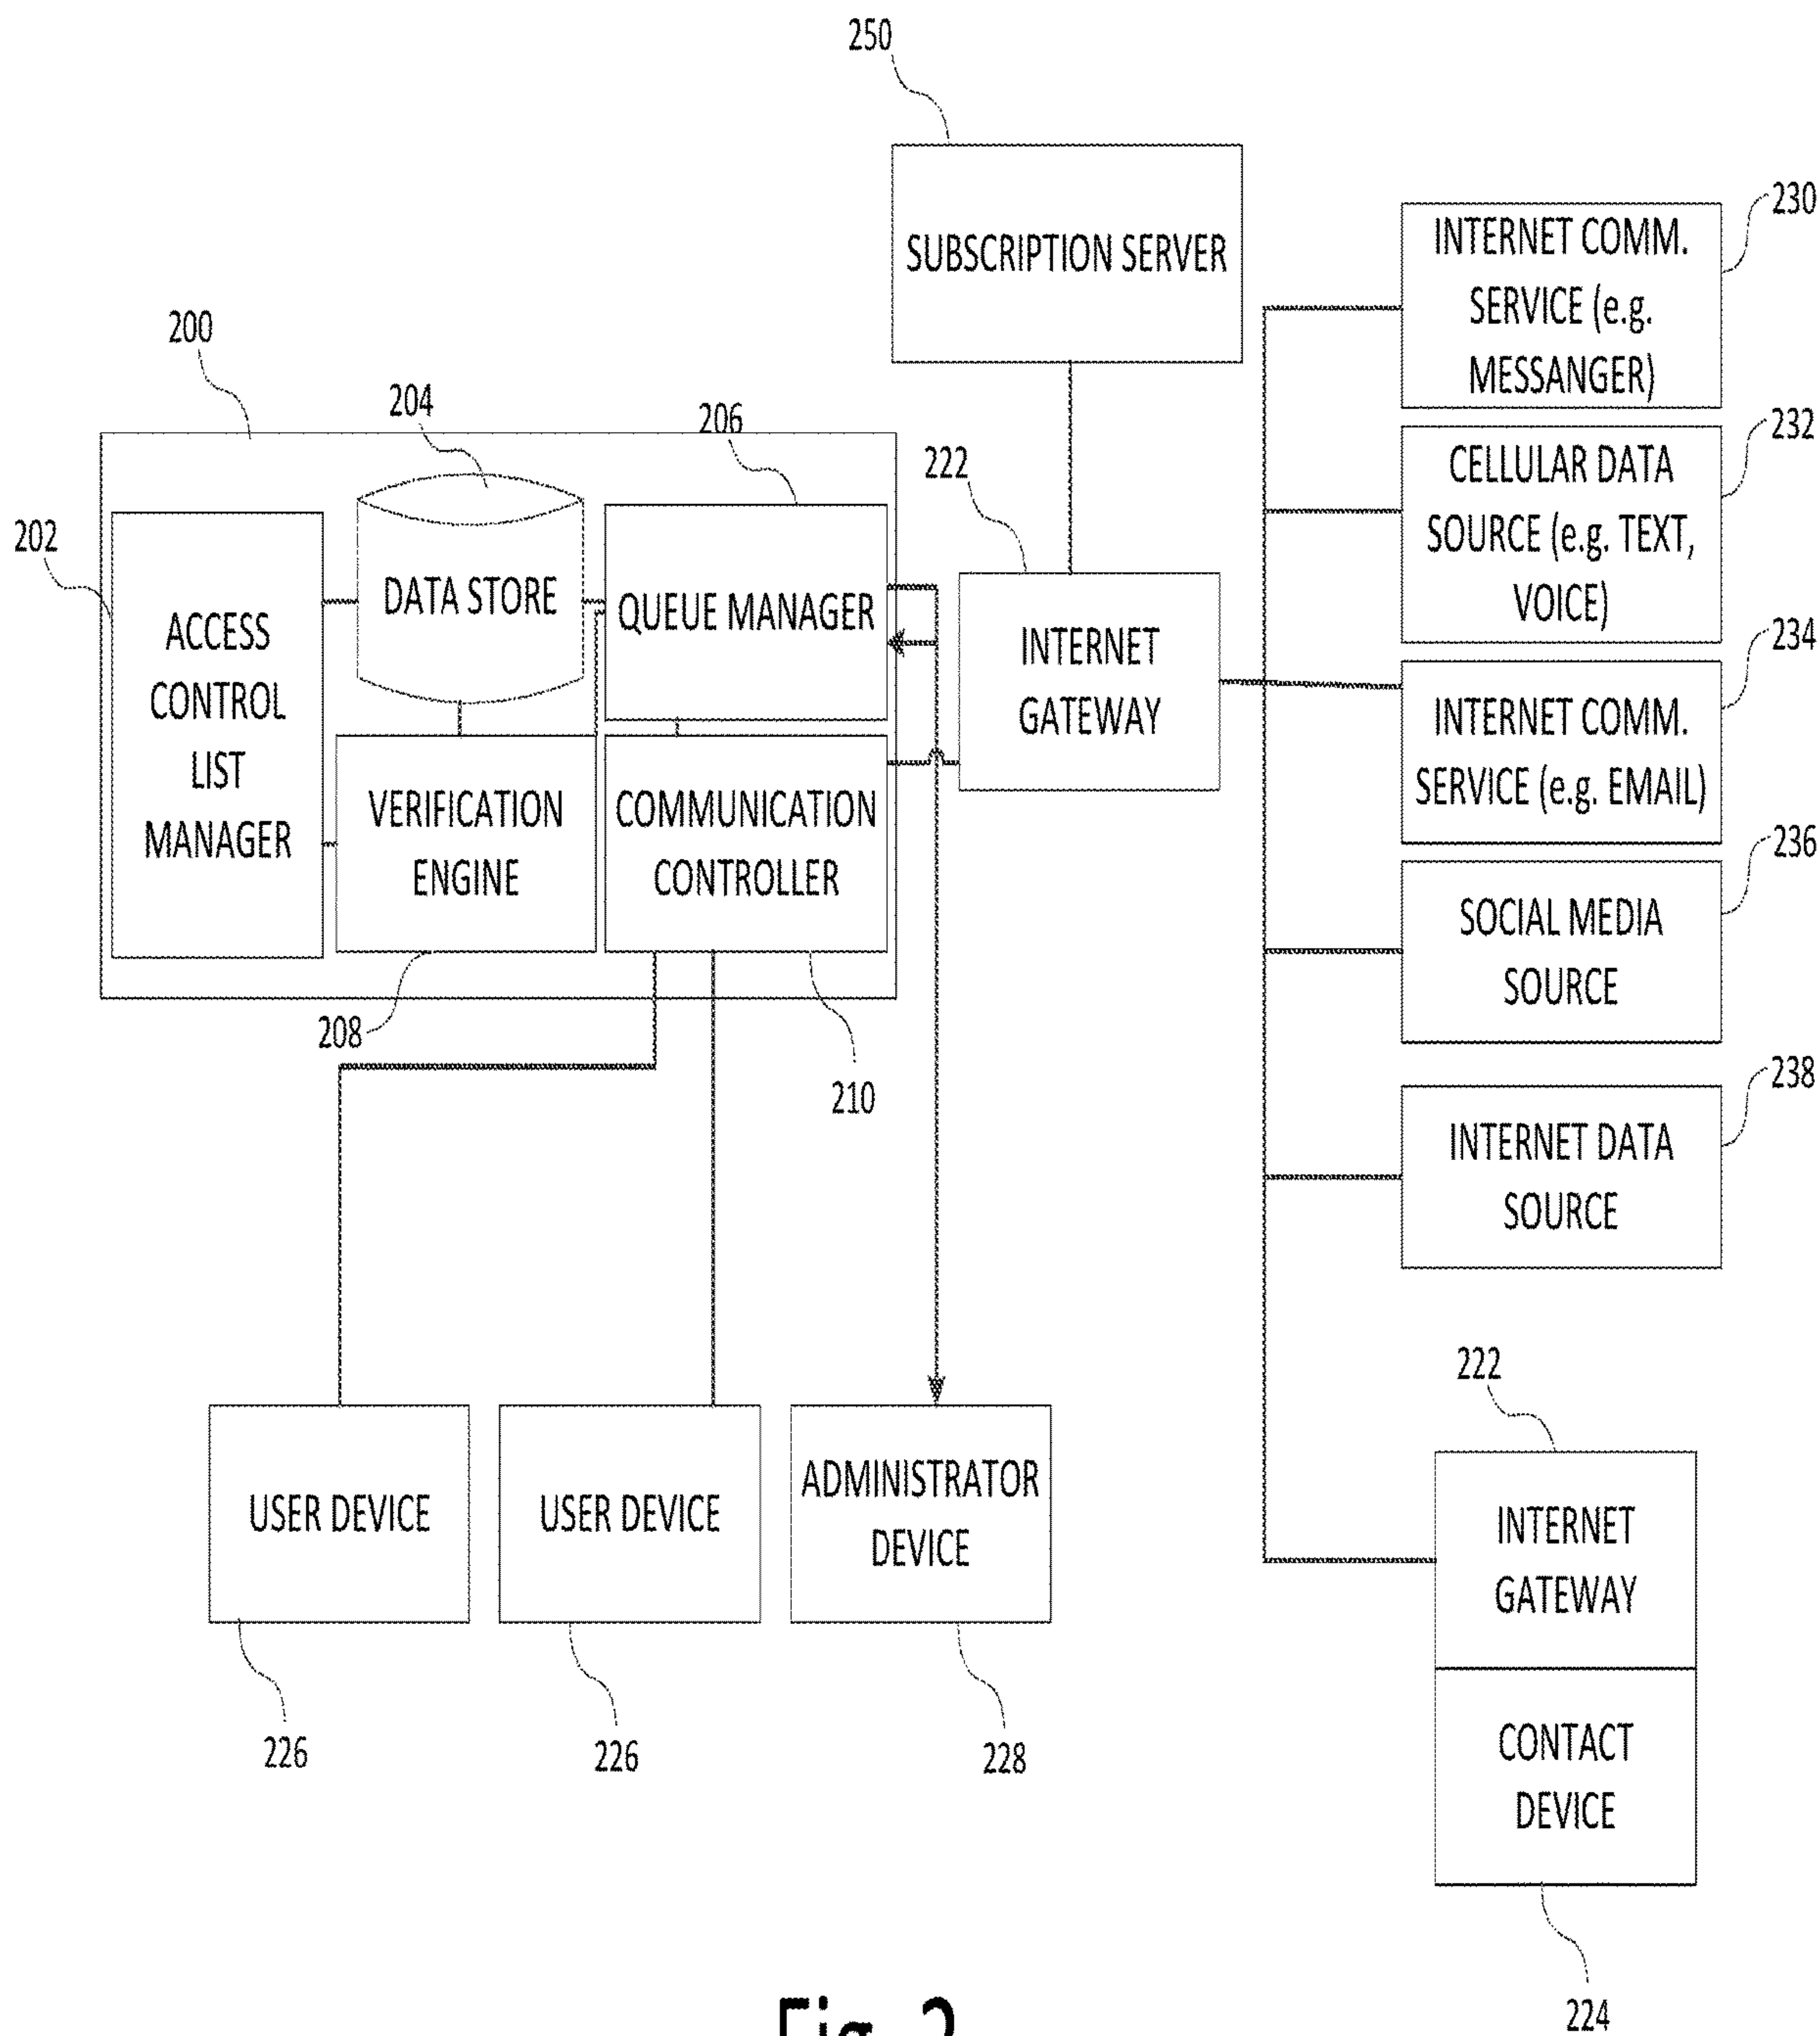 250
SUBSCRIPTION SERVER
230
INTERNET COMM.
SERVICE (e.g.
MESSANGER)
200
204
206
222
232
CELLULAR DATA
SOURCE (e.g. TEXT,
VOICE)
202
ACCESS
CONTROL
LIST
MANAGER
DATA STORE
QUEUE MANAGER
INTERNET
GATEWAY
234
INTERNET COMM.
SERVICE (e.g. EMAIL)
VERIFICATION
ENGINE
COMMUNICATION
CONTROLLER
236
SOCIAL MEDIA
SOURCE
208
210
238
INTERNET DATA
SOURCE
USER DEVICE
USER DEVICE
ADMINISTRATOR
DEVICE
222
INTERNET
GATEWAY
CONTACT
DEVICE
226
226
228
224
Fig. 2